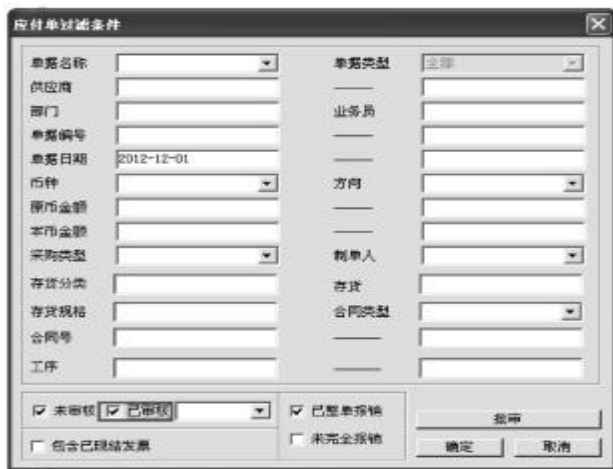 应付单过滤条件
单据名称 单据类型 全部
供应商
部门 业务员
单据编号
单据日期 2012-12-01
币种 方向
原币金额
本币金额
采购类型 制单人
存货分类 存货
存货规格 合同类型
合同号
工序
未审核 已审核 已整单报销 批审
包含已现结发票 未完全报销 确定 取消